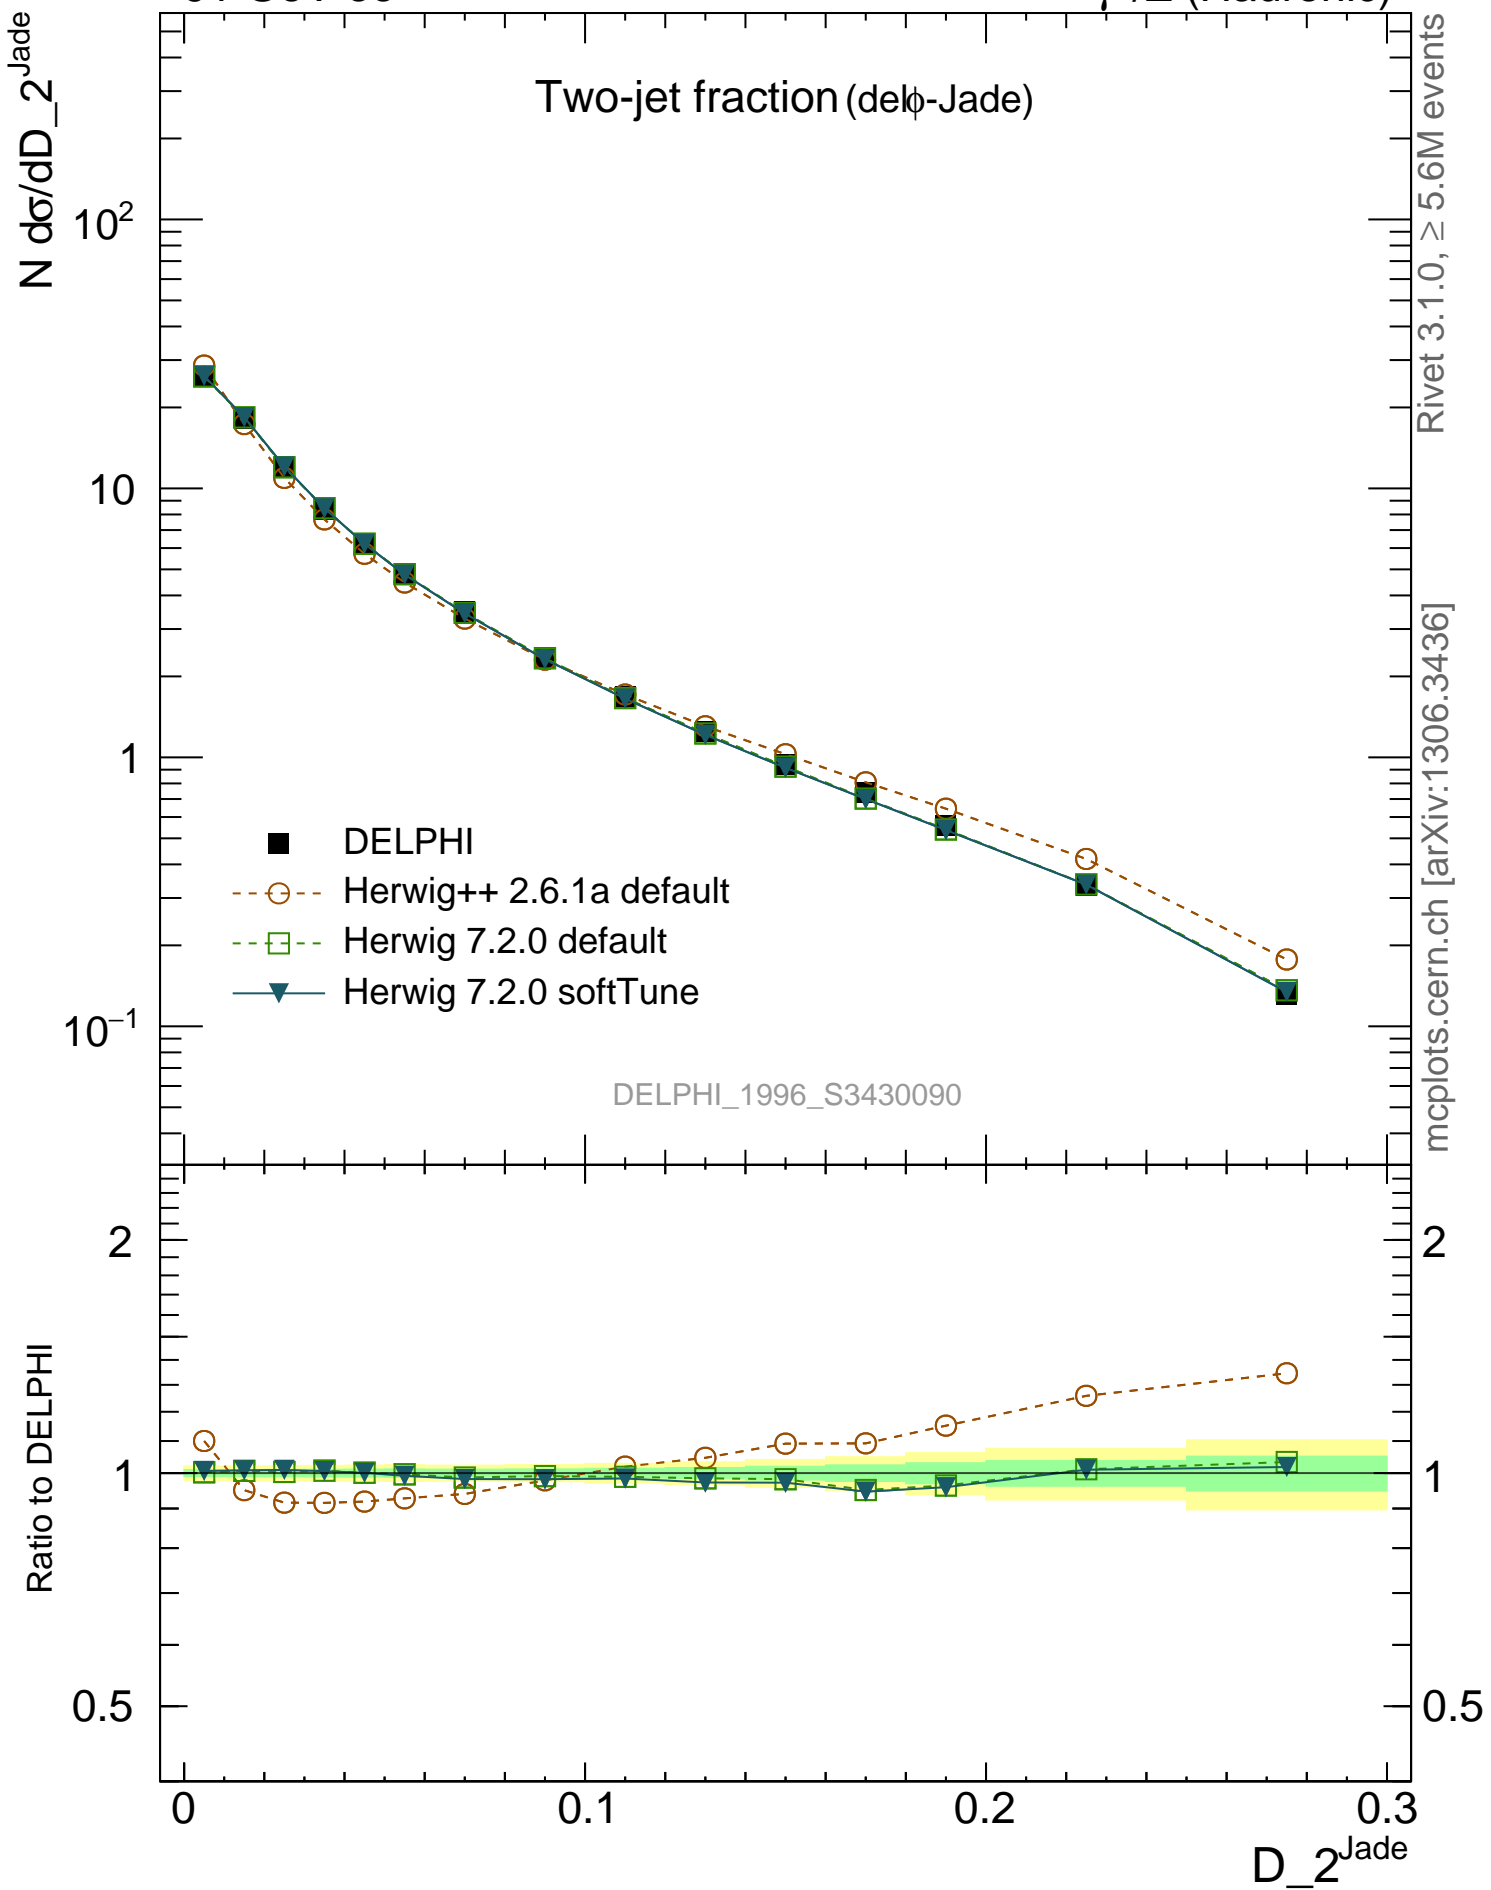 Two-jet fraction (delϕ-Jade)
N dσ/dD_2^Jade
10²
10
1
10⁻¹
DELPHI
Herwig++ 2.6.1a default
Herwig 7.2.0 default
Herwig 7.2.0 softTune
DELPHI_1996_S3430090
Rivet 3.1.0, ≥ 5.6M events
mcplots.cern.ch [arXiv:1306.3436]
Ratio to DELPHI
2
1
0.5
2
1
0.5
0
0.1
0.2
0.3
D_2^Jade